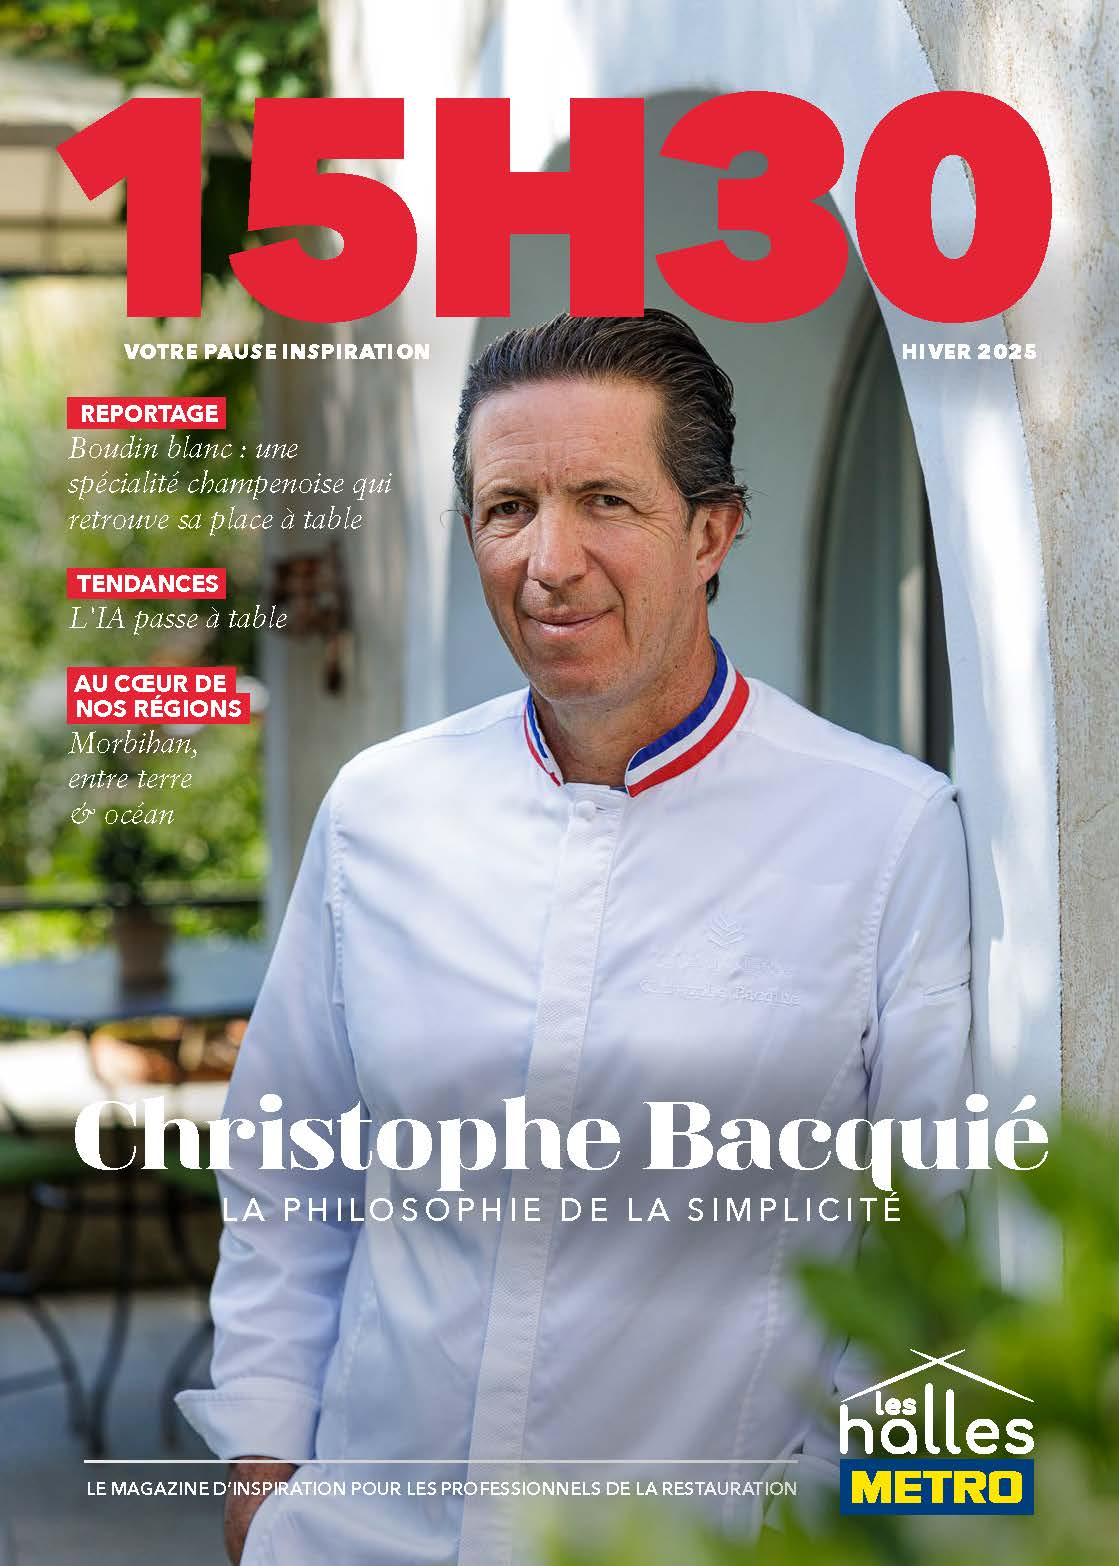 15H30
VOTRE PAUSE INSPIRATION
HIVER 2025
REPORTAGE
Boudin blanc : une
spécialité champenoise qui
retrouve sa place à table
TENDANCES
L'IA passe à table
AU CŒUR DE
NOS RÉGIONS
Morbihan,
entre terre
& océan
Christophe Bacquié
Christophe Bacquié
LA PHILOSOPHIE DE LA SIMPLICITÉ
les
halles
METRO
LE MAGAZINE D'INSPIRATION POUR LES PROFESSIONNELS DE LA RESTAURATION